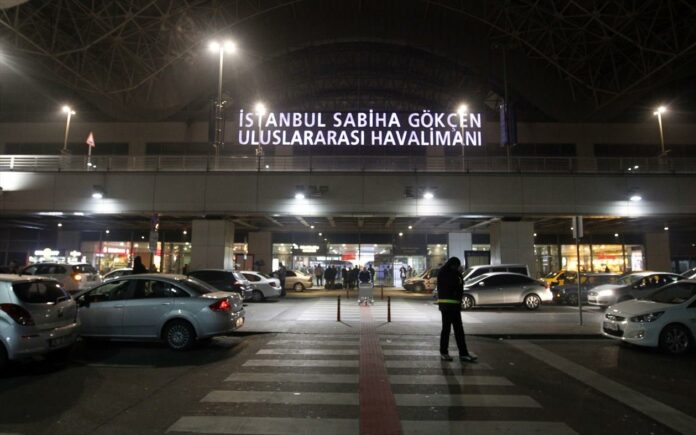 İSTANBUL SABİHA GÖKÇEN
ULUSLARARASI HAVALİMANI